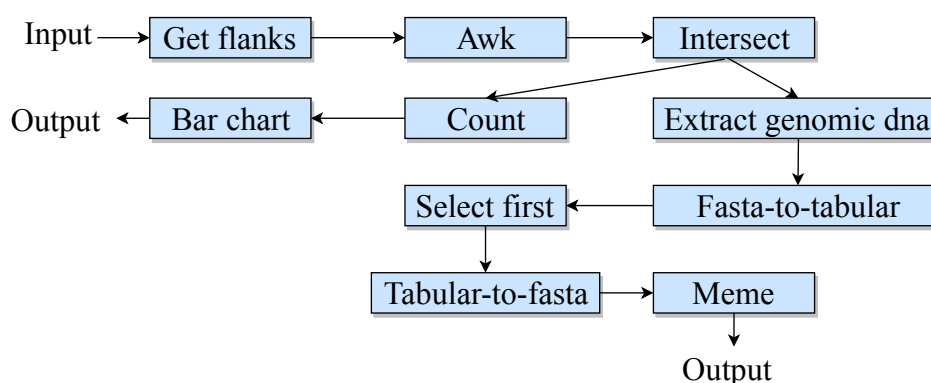 Input
Get flanks
Awk
Intersect
Output
Bar chart
Count
Extract genomic dna
Select first
Fasta-to-tabular
Tabular-to-fasta
Meme
Output